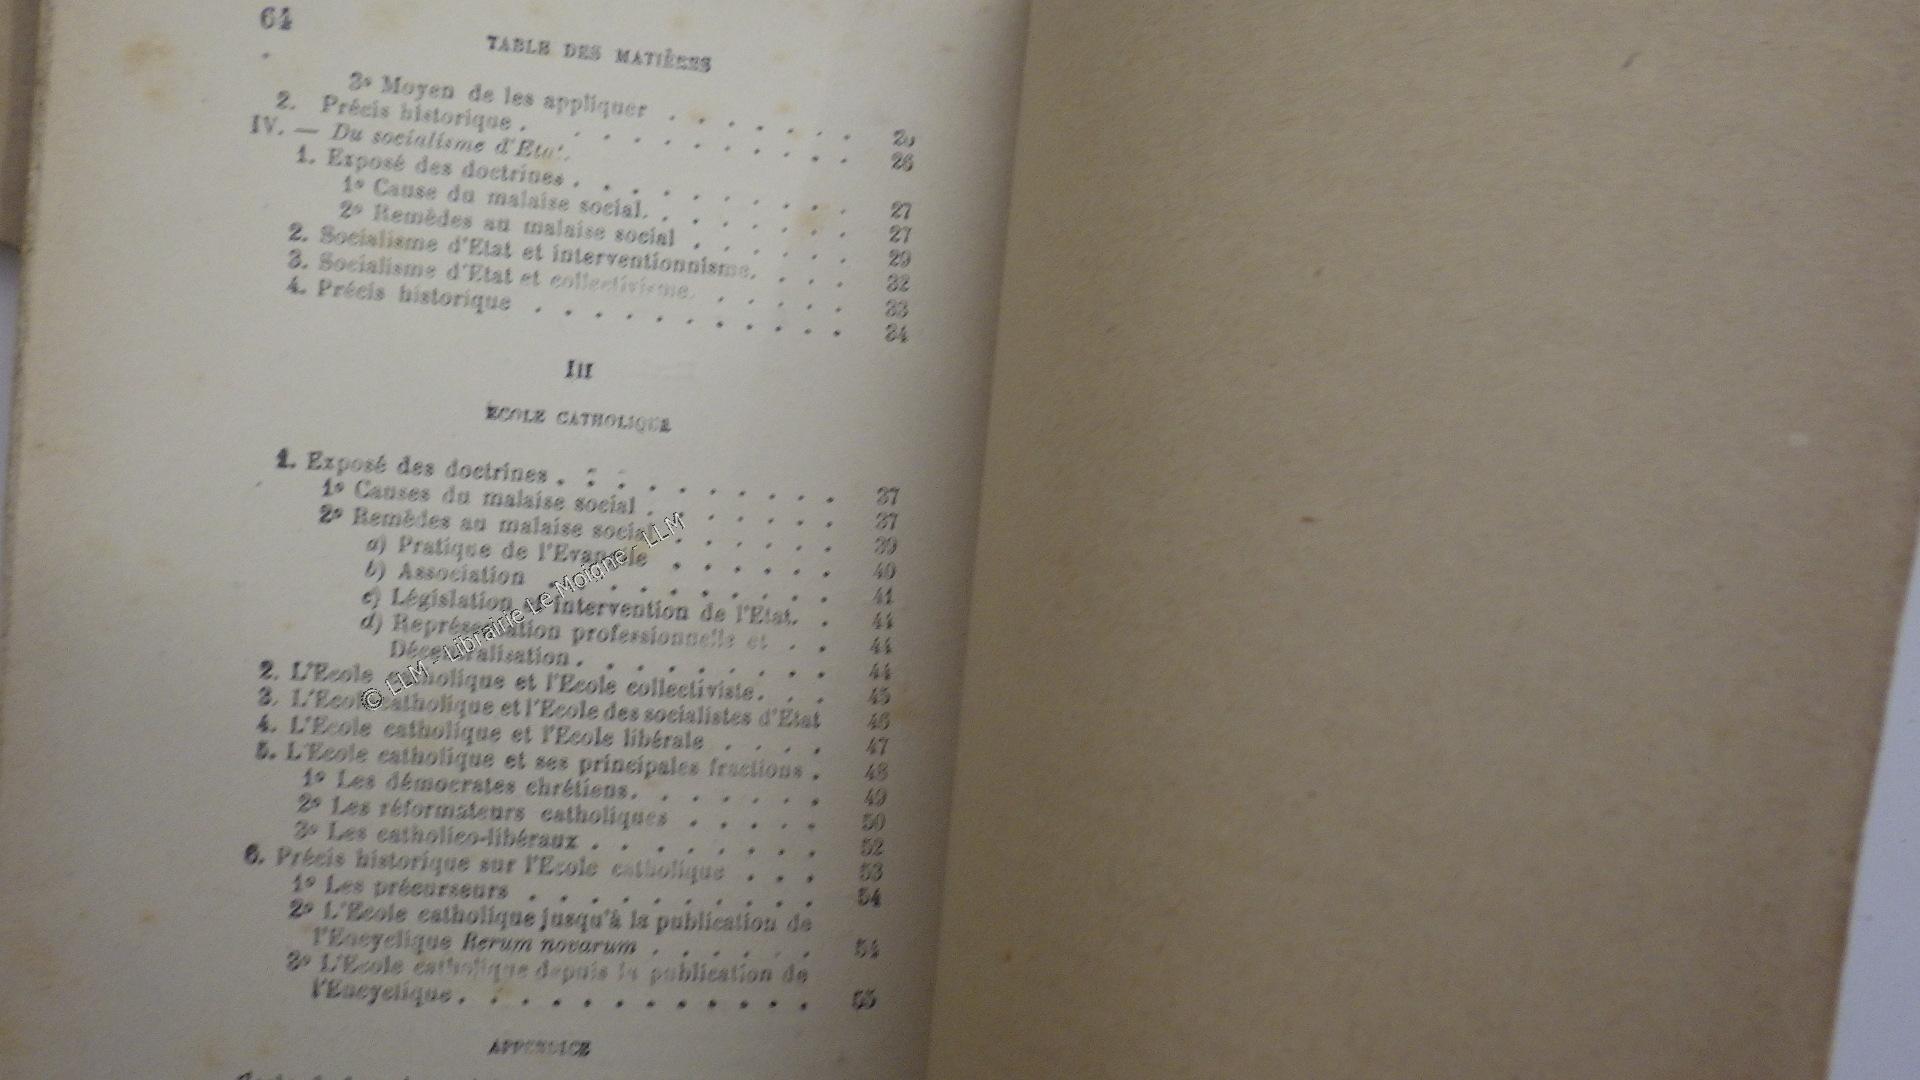 64
TABLE DES MATIÈRES
3° Moyen de les appliquer . . . . . . .
2. Précis historique . . . . . . . . . . 26
IV. — Du socialisme d'Etat.
1. Exposé des doctrines . . . . . . . . . . 27
1° Cause du malaise social. . . . . . . . 27
2° Remèdes au malaise social . . . . . . 29
2. Socialisme d'Etat et interventionnisme. . . . 32
3. Socialisme d'Etat et collectivisme. . . . . . 33
4. Précis historique . . . . . . . . . . . 34
III
ECOLE CATHOLIQUE
1. Exposé des doctrines . . . . . . . . . . 37
1° Causes du malaise social . . . . . . . 37
2° Remèdes au malaise social . . . . . . 39
a) Pratique de l'Evangile . . . . . . 40
b) Association . . . . . . . . . . 41
c) Législation et intervention de l'Etat. . 44
d) Représentation professionnelle et . . 44
Décentralisation . . . . . . . . . 44
2. L'Ecole catholique et l'Ecole collectiviste. . . 45
3. L'Ecole catholique et l'Ecole des socialistes d'Etat 46
4. L'Ecole catholique et l'Ecole libérale . . . . 47
5. L'Ecole catholique et ses principales fractions . 48
1° Les démocrates chrétiens. . . . . . . 49
2° Les réformateurs catholiques . . . . . 50
3° Les catholico-libéraux . . . . . . . . 52
6. Précis historique sur l'Ecole catholique . . . 53
1° Les précurseurs . . . . . . . . . . 54
2° L'Ecole catholique jusqu'à la publication de
l'Encyclique Rerum novarum . . . . . . 54
3° L'Ecole catholique depuis la publication de
l'Encyclique . . . . . . . . . . . . 55
APPENDICE
© LLM - Librairie Le Moigne - LLM